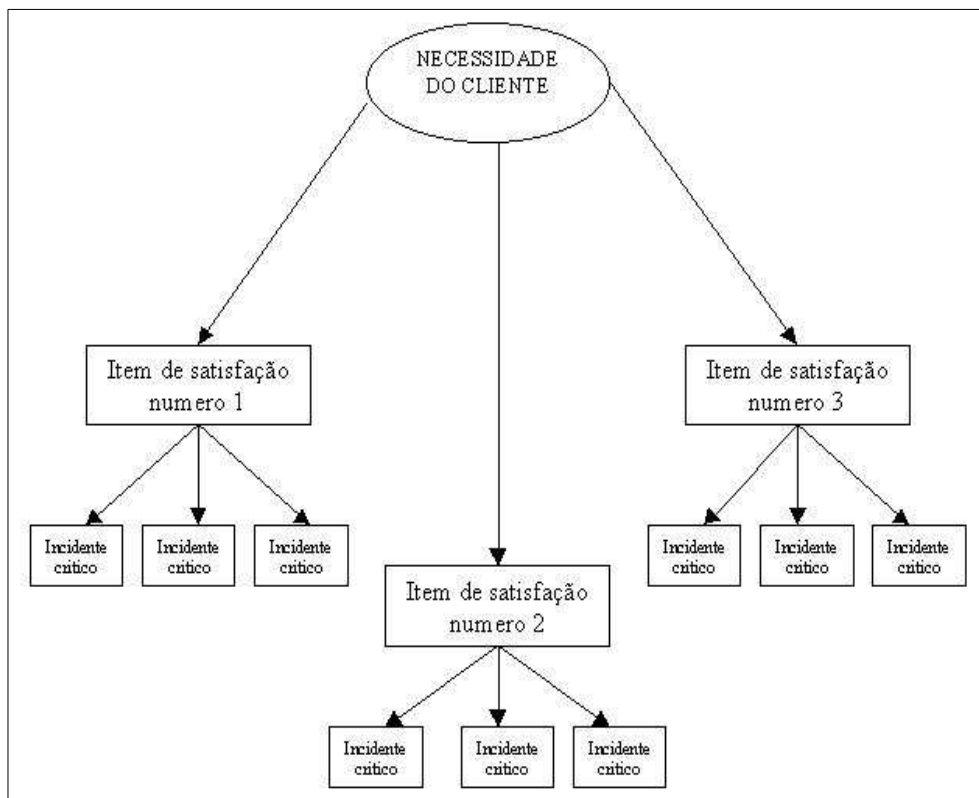 NECESSIDADE
DO CLIENTE
Item de satisfação
numero 1
Item de satisfação
numero 3
Incidente
critico
Incidente
critico
Incidente
critico
Incidente
critico
Incidente
critico
Incidente
critico
Item de satisfação
numero 2
Incidente
critico
Incidente
critico
Incidente
critico